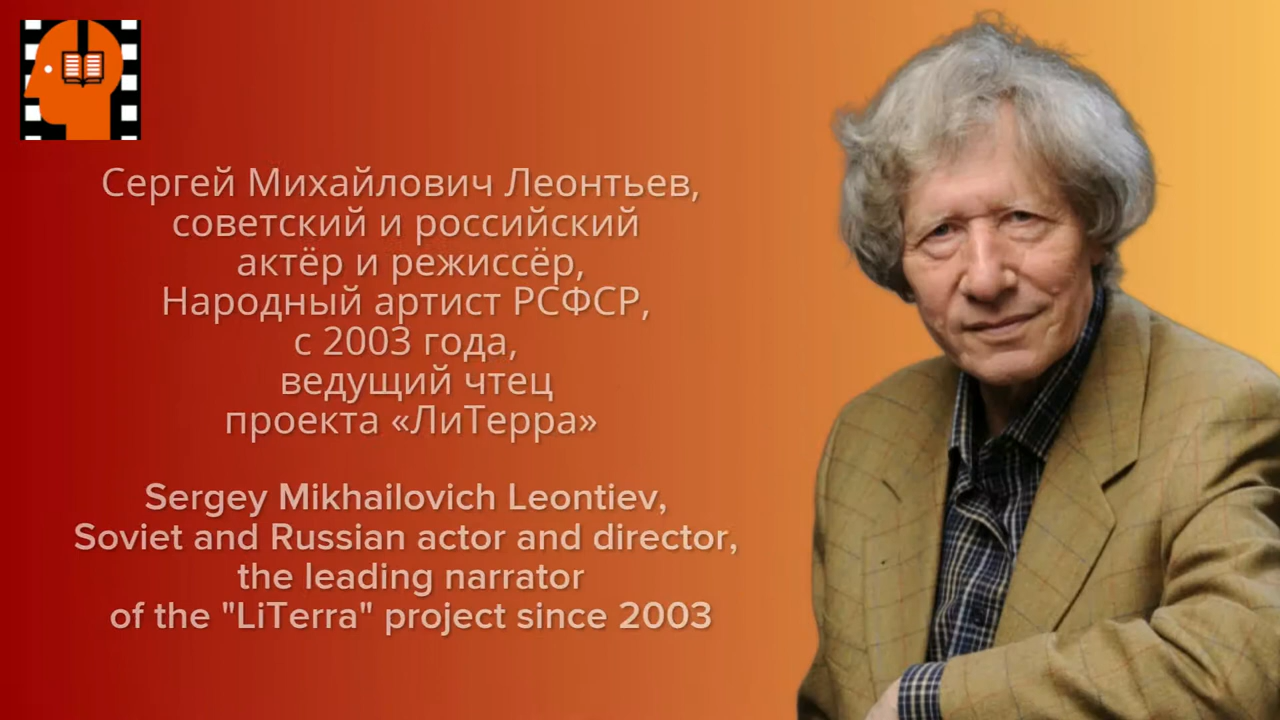 Сергей Михайлович Леонтьев,
советский и российский
актёр и режиссёр,
Народный артист РСФСР,
с 2003 года,
ведущий чтец
проекта «ЛиТерра»
Sergey Mikhailovich Leontiev,
Soviet and Russian actor and director,
the leading narrator
of the "LiTerra" project since 2003